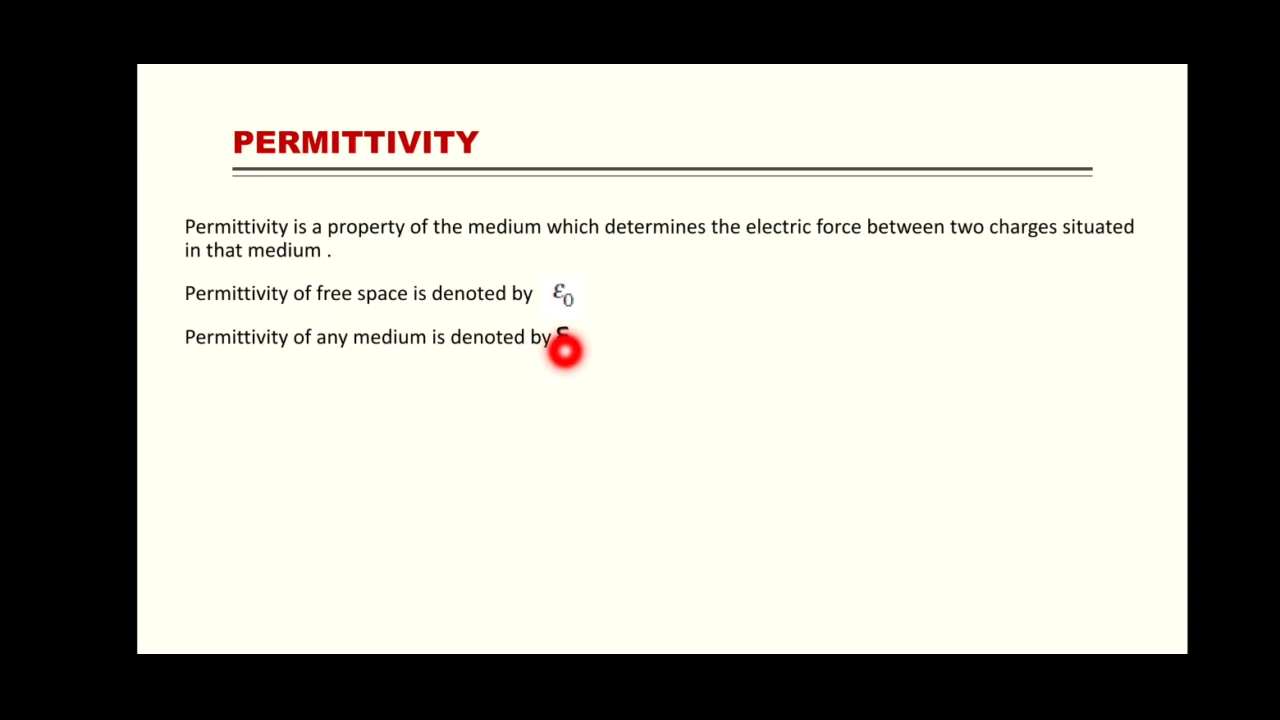 PERMITTIVITY
Permittivity is a property of the medium which determines the electric force between two charges situated
in that medium .
Permittivity of free space is denoted by ε₀
Permittivity of any medium is denoted by